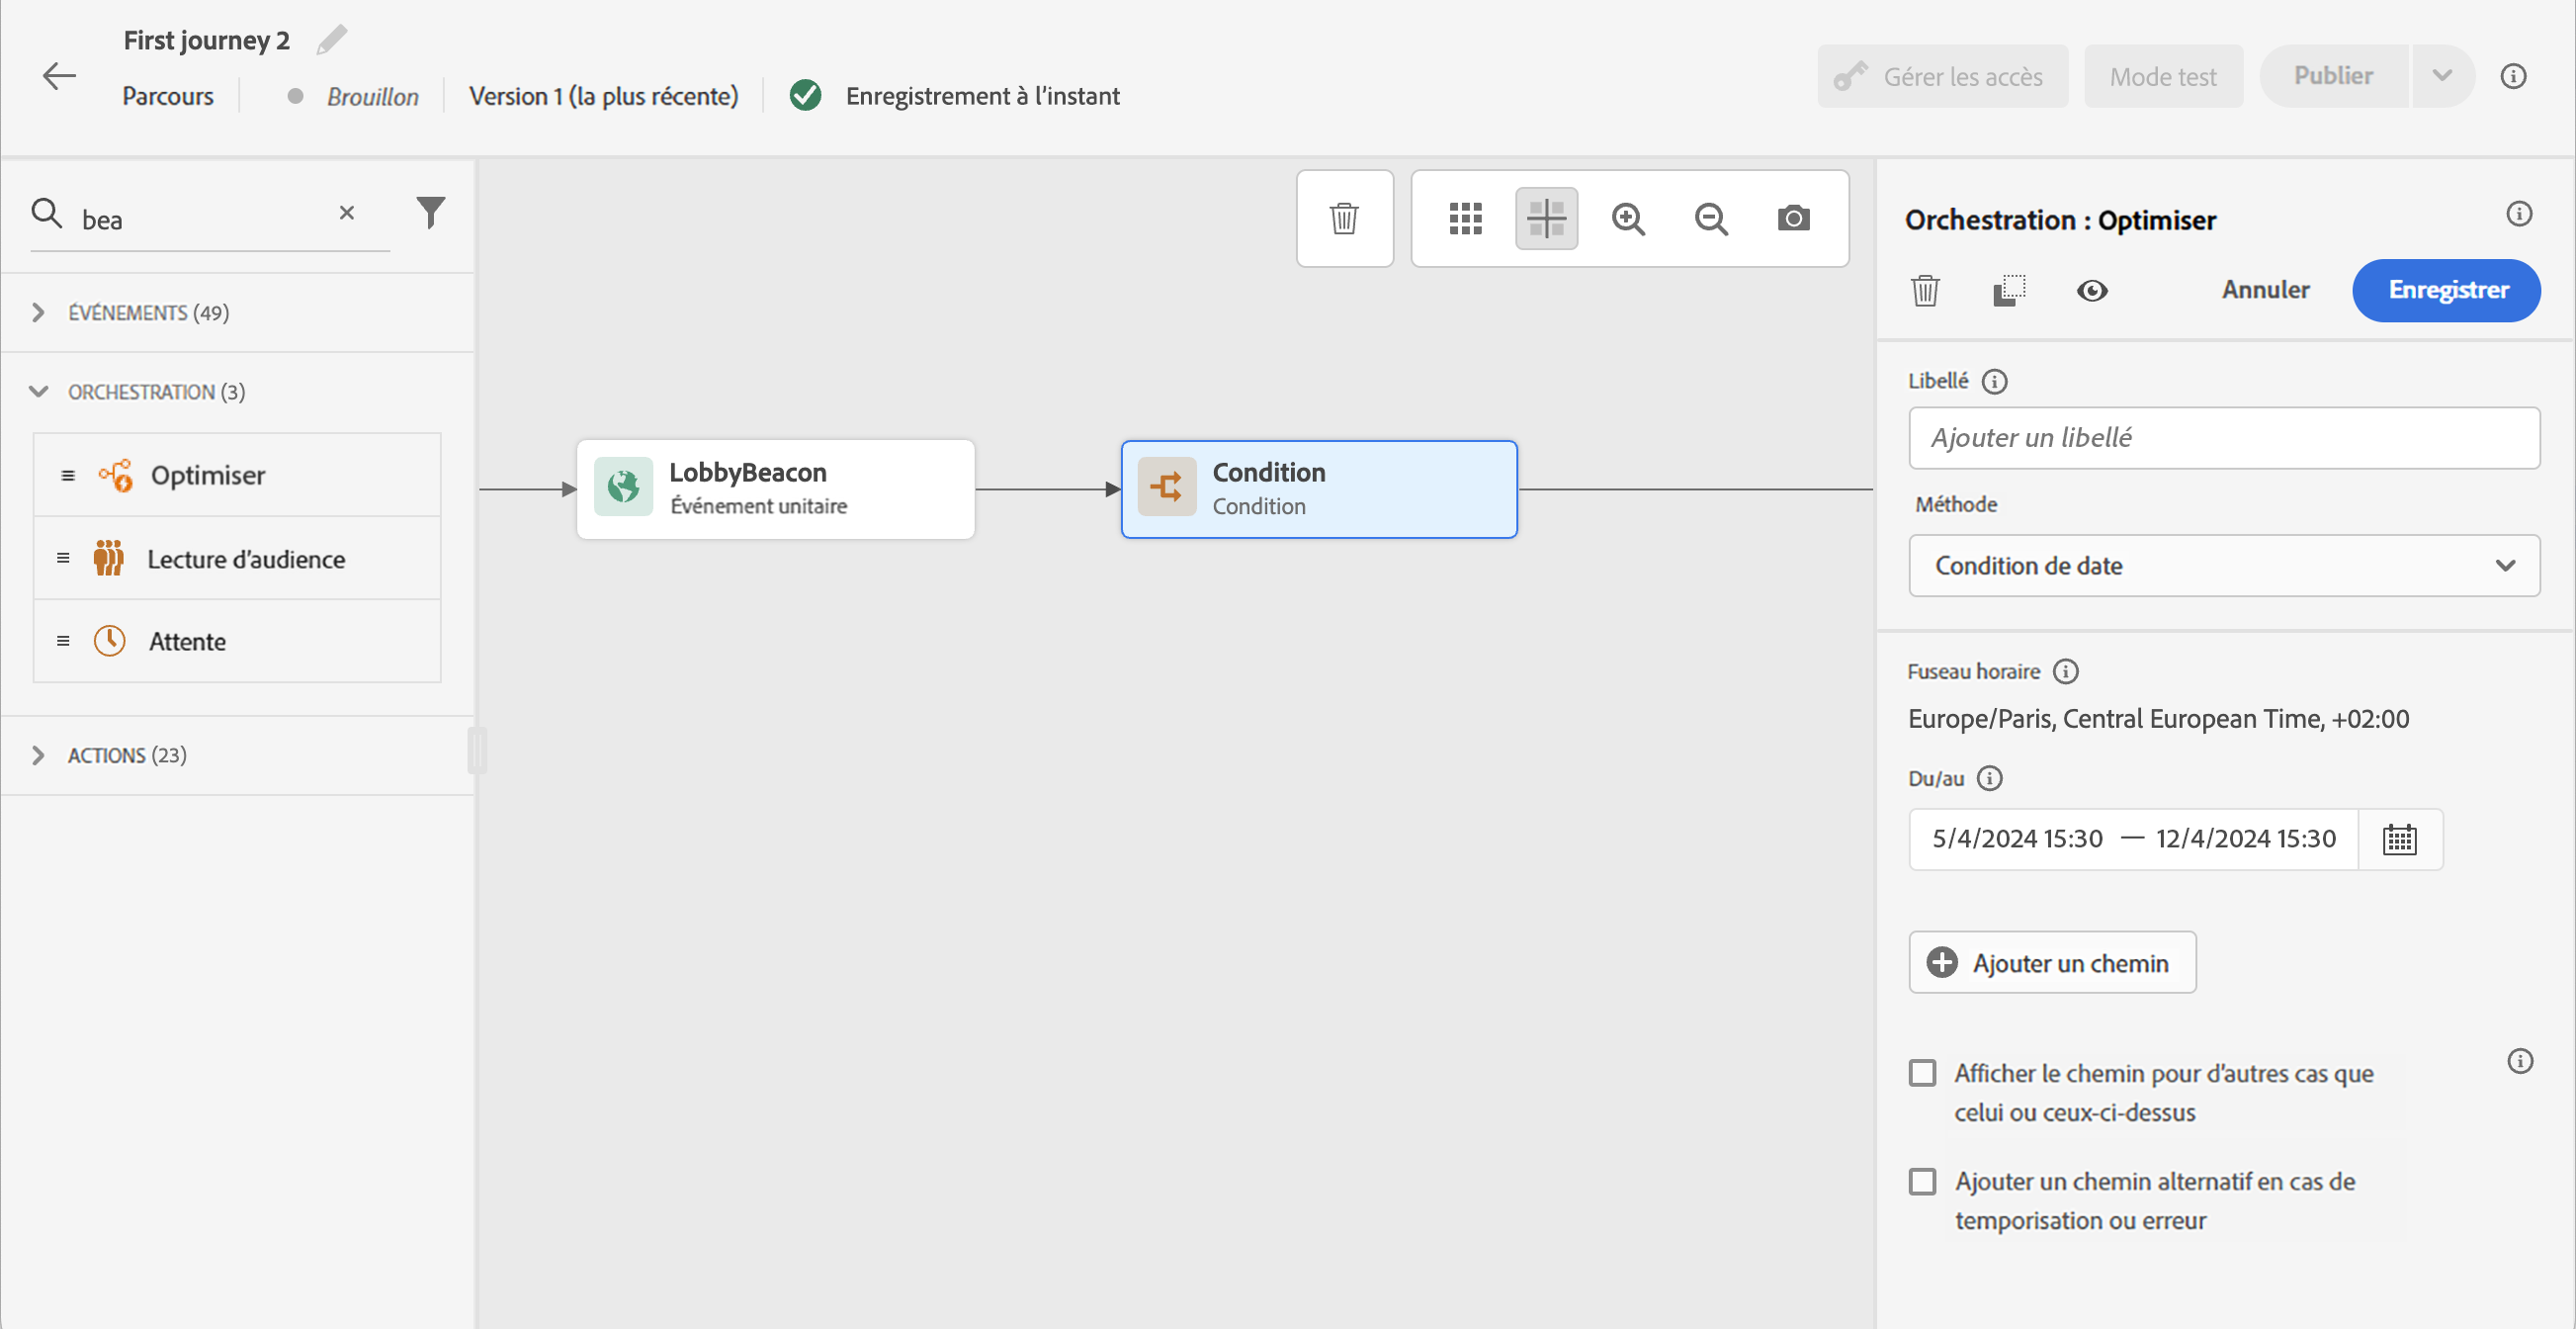 First journey 2
Parcours
Brouillon
Version 1 (la plus récente)
Enregistrement à l’instant
Gérer les accès
Mode test
Publier
bea
ÉVÉNEMENTS (49)
ORCHESTRATION (3)
Optimiser
Lecture d’audience
Attente
ACTIONS (23)
LobbyBeacon
Événement unitaire
Condition
Condition
Orchestration : Optimiser
Annuler
Enregistrer
Libellé
Ajouter un libellé
Méthode
Condition de date
Fuseau horaire
Europe/Paris, Central European Time, +02:00
Du/au
5/4/2024 15:30 — 12/4/2024 15:30
Ajouter un chemin
Afficher le chemin pour d’autres cas que
celui ou ceux-ci-dessus
Ajouter un chemin alternatif en cas de
temporisation ou erreur